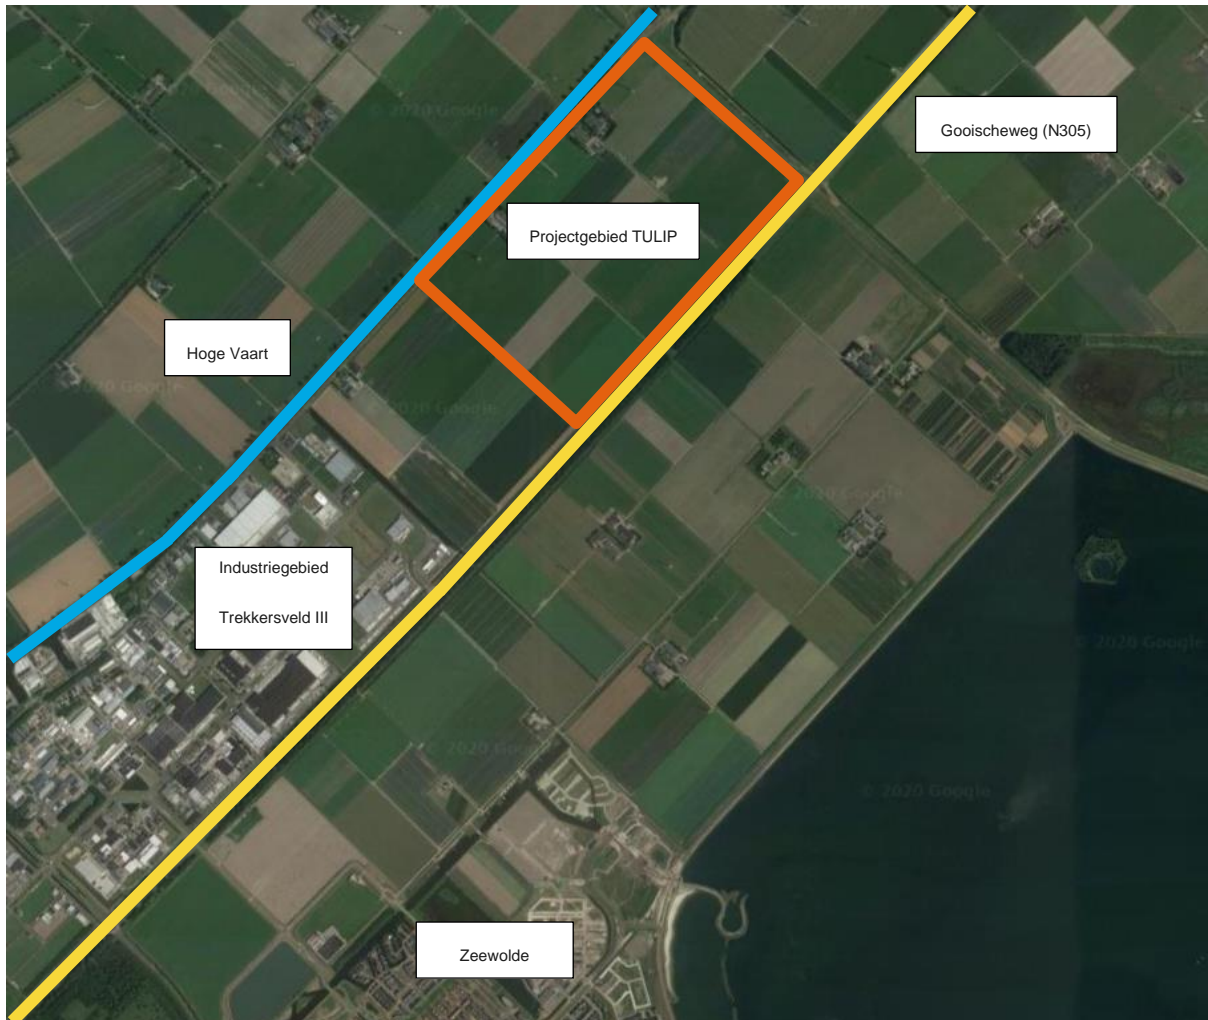 © 2020 Google
Gooischeweg (N305)
Projectgebied TULIP
Hoge Vaart
2020 Google
© 2020 Google
© 2020 Google
Industriegebied
Trekkersveld III
© 2020 Google
© 2020 Google
© 2020 Google
Zeewolde